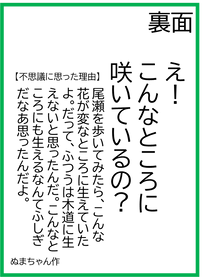 裏面
え!
こんなところに
咲いているの?
【不思議に思った理由】
尾瀬を歩いてみたら、こんな
花が変なところに生えていた
よ。だって、ふつうは木道に生
えないと思ったんだ。こんなと
ころにも生えるなんてふしぎ
だなあ思ったんだよ。
ぬまちゃん作